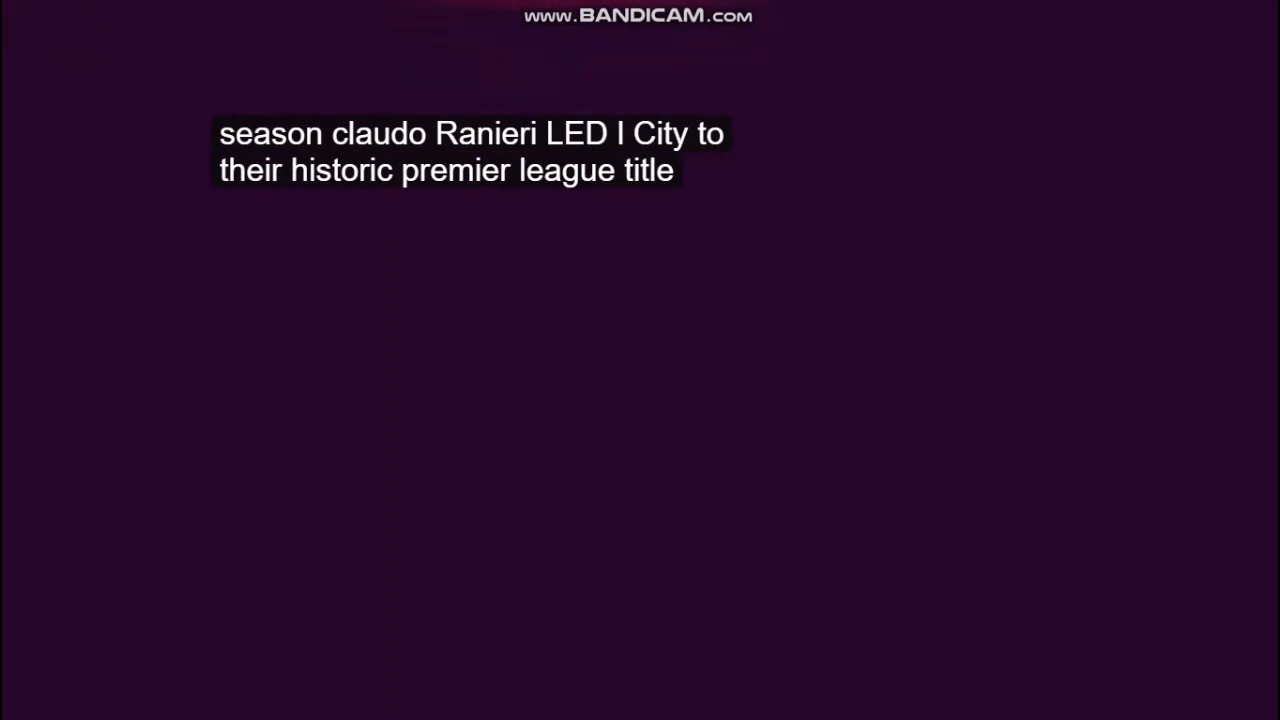 www.BANDICAM.com
season claudo Ranieri LED l City to
their historic premier league title